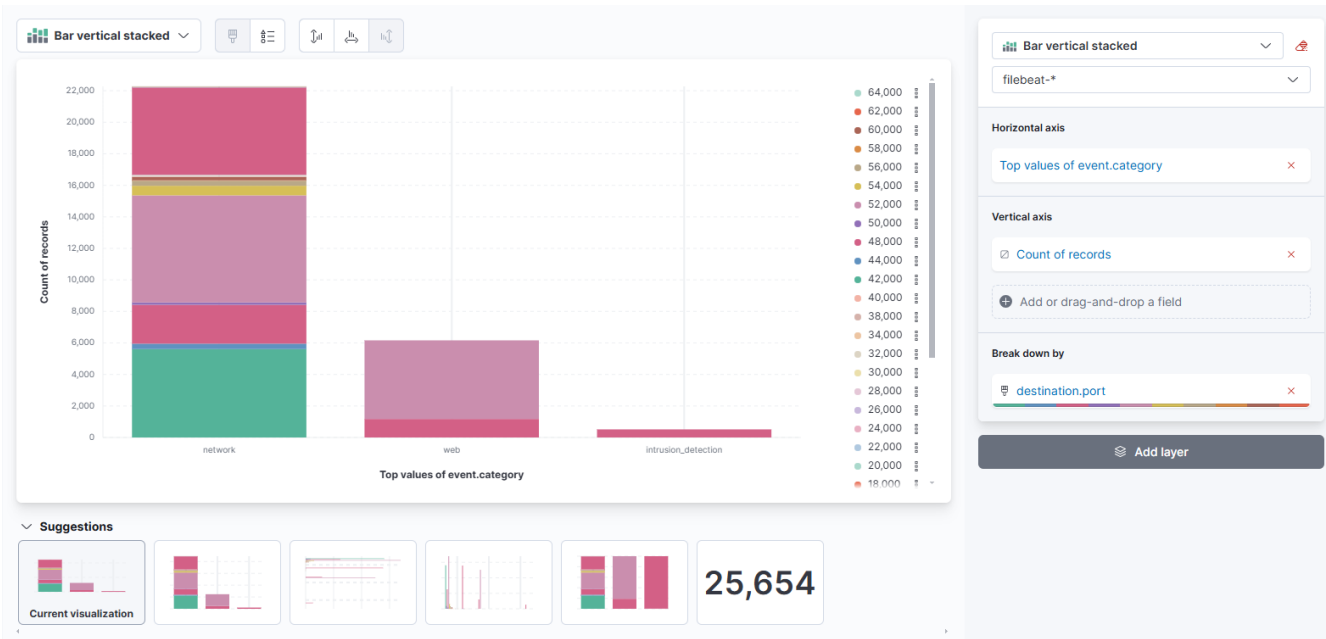 Bar vertical stacked
22,000
20,000
18,000
16,000
14,000
12,000
10,000
8,000
6,000
4,000
2,000
0
Count of records
network
web
intrusion_detection
Top values of event.category
64,000
62,000
60,000
58,000
56,000
54,000
52,000
50,000
48,000
44,000
42,000
40,000
38,000
34,000
32,000
30,000
28,000
26,000
24,000
22,000
20,000
18,000
Suggestions
Current visualization
25,654
Bar vertical stacked
filebeat-*
Horizontal axis
Top values of event.category
Vertical axis
Count of records
Add or drag-and-drop a field
Break down by
destination.port
Add layer